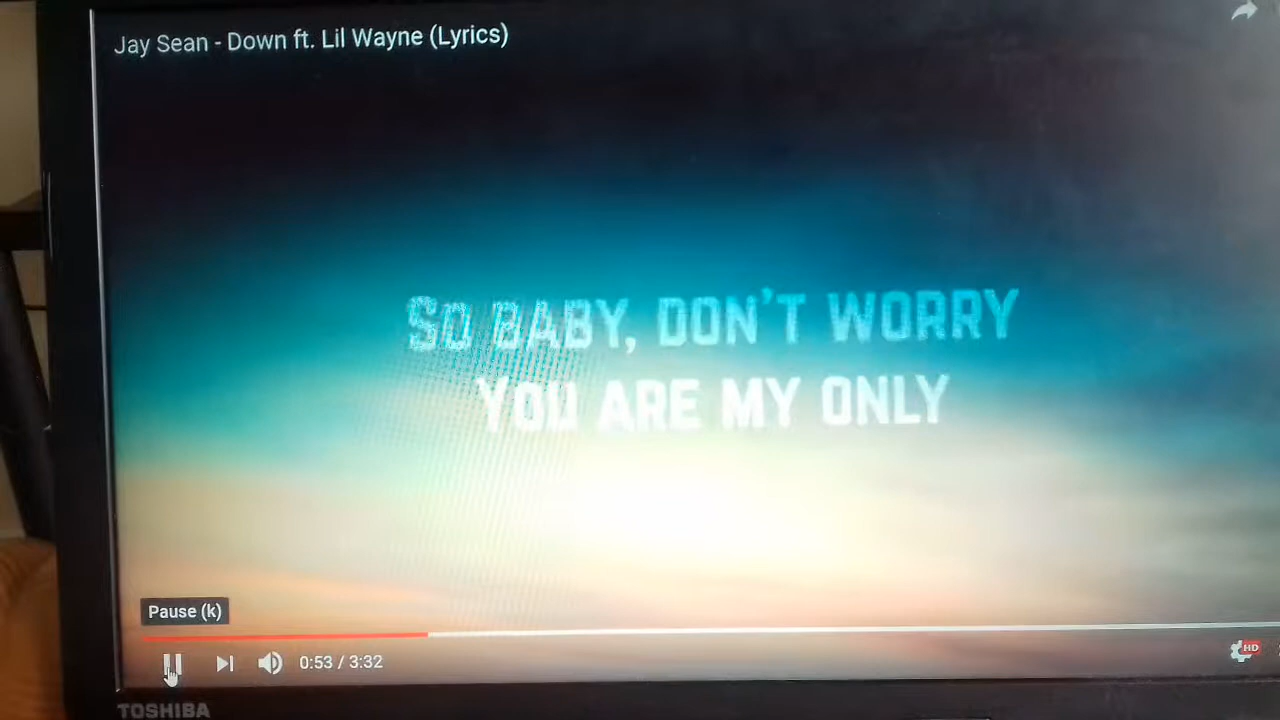 Jay Sean - Down ft. Lil Wayne (Lyrics)
SO BABY, DON'T WORRY
YOU ARE MY ONLY
Pause (k)
0:53 / 3:32
HD
TOSHIBA